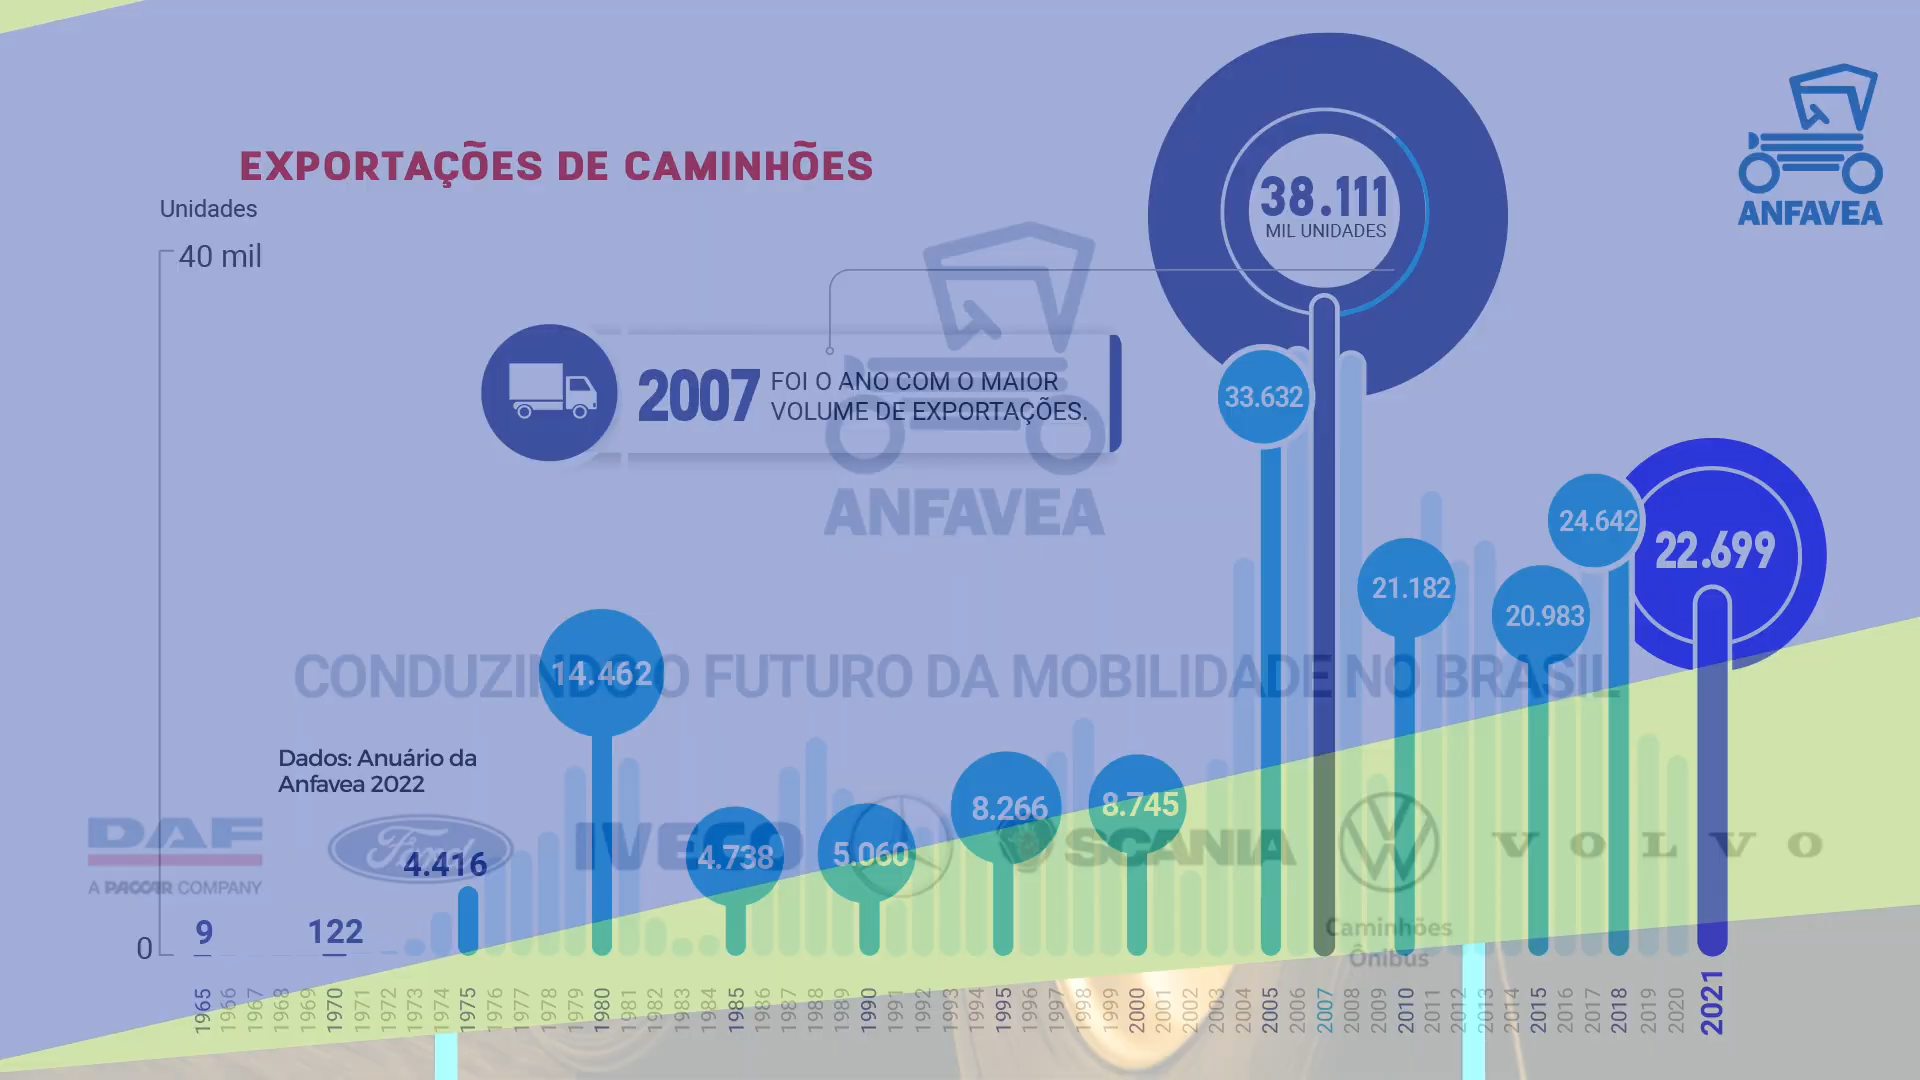 EXPORTAÇÕES DE CAMINHÕES
Unidades
40 mil
38.111
MIL UNIDADES
ANFAVEA
2007 FOI O ANO COM O MAIOR
VOLUME DE EXPORTAÇÕES.
33.632
ANFAVEA
24.642
22.699
21.182
20.983
CONDUZINDO O FUTURO DA MOBILIDADE NO BRASIL
14.462
Dados: Anuário da
Anfavea 2022
8.266
8.745
DAF
A PACCAR COMPANY
Ford
IVECO
SCANIA
VOLVO
4.416
4.738
5.060
9
122
0
Caminhões
Ônibus
1965 1966 1967 1968 1969 1970 1971 1972 1973 1974 1975 1976 1977 1978 1979 1980 1981 1982 1983 1984 1985 1986 1987 1988 1989 1990 1991 1992 1993 1994 1995 1996 1997 1998 1999 2000 2001 2002 2003 2004 2005 2006 2007 2008 2009 2010 2011 2012 2013 2014 2015 2016 2017 2018 2019 2020 2021